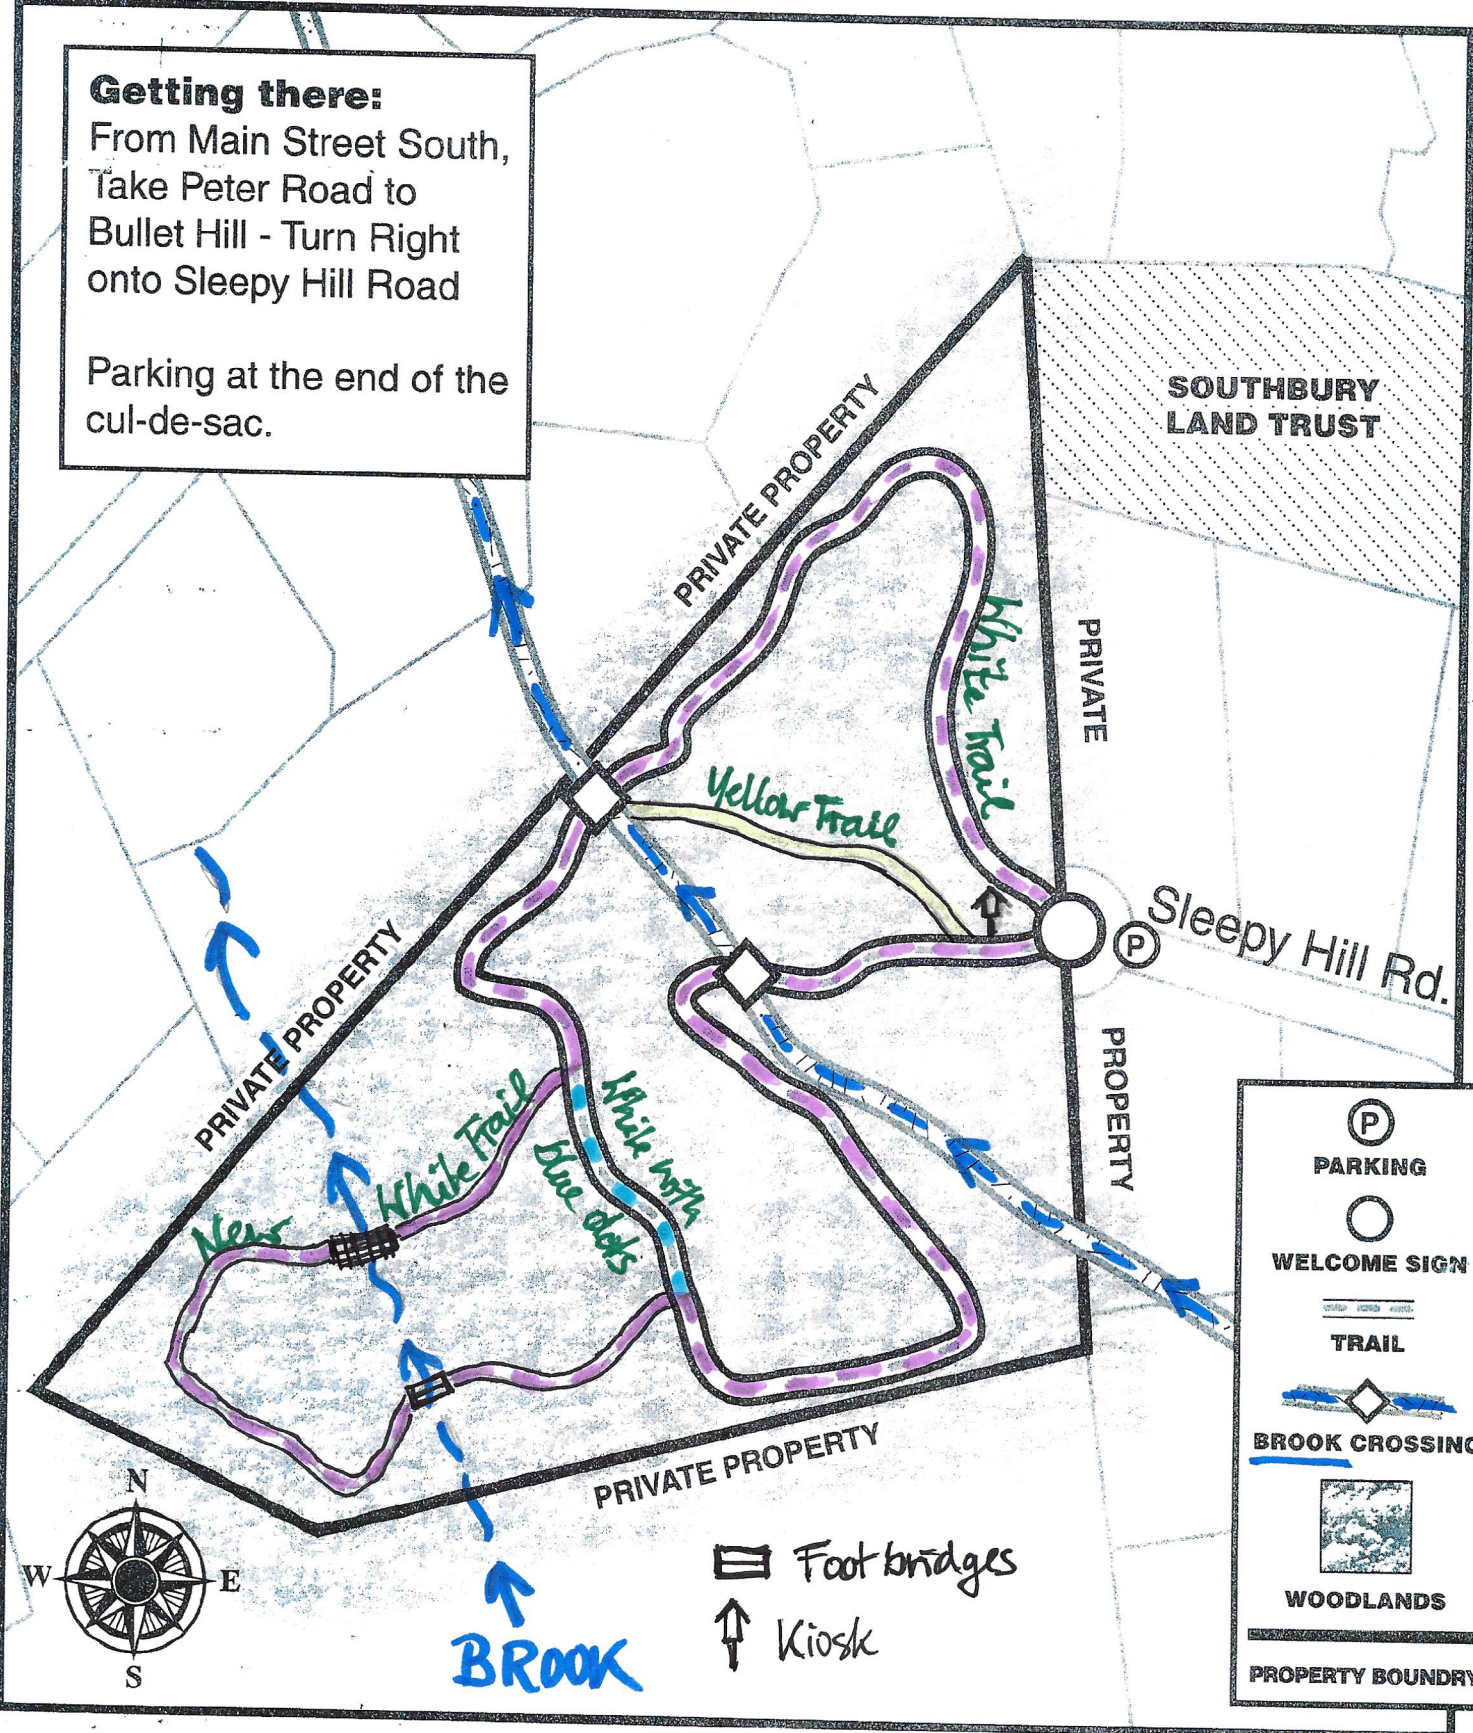 Getting there:
From Main Street South,
Take Peter Road to
Bullet Hill - Turn Right
onto Sleepy Hill Road
Parking at the end of the
cul-de-sac.
SOUTHBURY
LAND TRUST
PRIVATE PROPERTY
White Trail
PRIVATE
Yellow Trail
Sleepy Hill Rd.
P
PRIVATE PROPERTY
PROPERTY
White with
blue dots
New White Trail
PRIVATE PROPERTY
P
PARKING
WELCOME SIGN
TRAIL
BROOK CROSSING
WOODLANDS
PROPERTY BOUNDRY
N
W E
S
Footbridges
Kiosk
BROOK